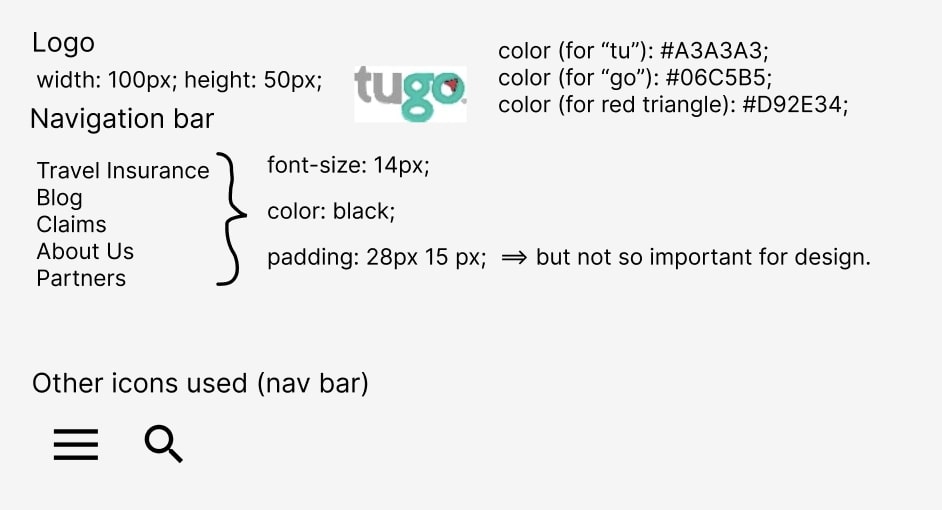 Logo
width: 100px; height: 50px;
tugo
color (for “tu”): #A3A3A3;
color (for “go”): #06C5B5;
color (for red triangle): #D92E34;
Navigation bar
Travel Insurance
Blog
Claims
About Us
Partners
font-size: 14px;
color: black;
padding: 28px 15 px; ⟹ but not so important for design.
Other icons used (nav bar)